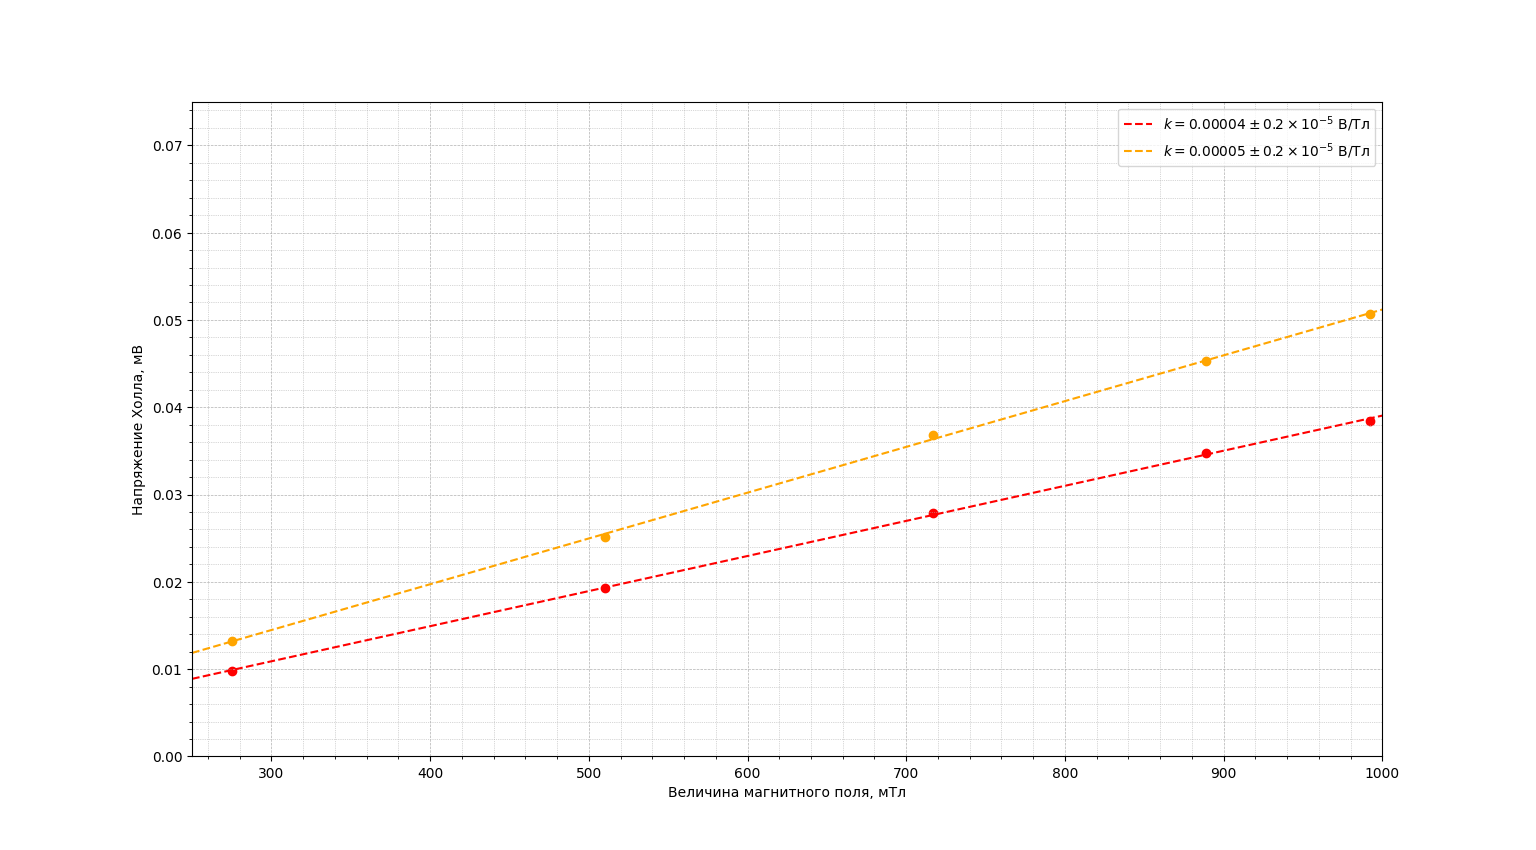 k = 0.00004 ± 0.2 × 10⁻⁵ В/Тл
k = 0.00005 ± 0.2 × 10⁻⁵ В/Тл
0.07
0.06
0.05
0.04
0.03
0.02
0.01
0.00
Напряжение Холла, мВ
300 400 500 600 700 800 900 1000
Величина магнитного поля, мТл